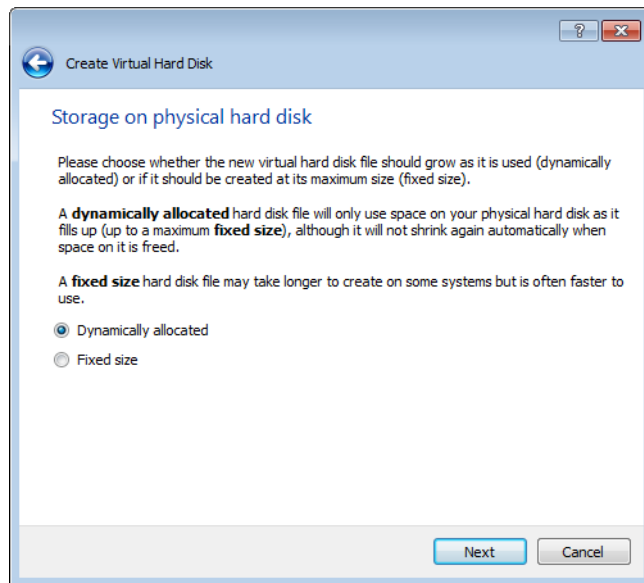 ?
Create Virtual Hard Disk
Storage on physical hard disk
Please choose whether the new virtual hard disk file should grow as it is used (dynamically
allocated) or if it should be created at its maximum size (fixed size).
A dynamically allocated hard disk file will only use space on your physical hard disk as it
fills up (up to a maximum fixed size), although it will not shrink again automatically when
space on it is freed.
A fixed size hard disk file may take longer to create on some systems but is often faster to
use.
Dynamically allocated
Fixed size
Next
Cancel